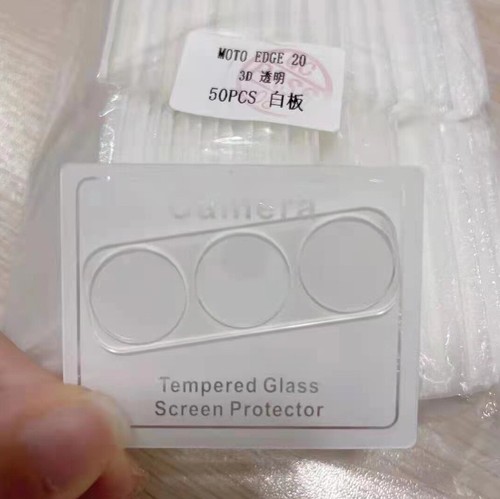 MOTO EDGE 20
3D 透明
50PCS 白板
Camera
Tempered Glass
Screen Protector